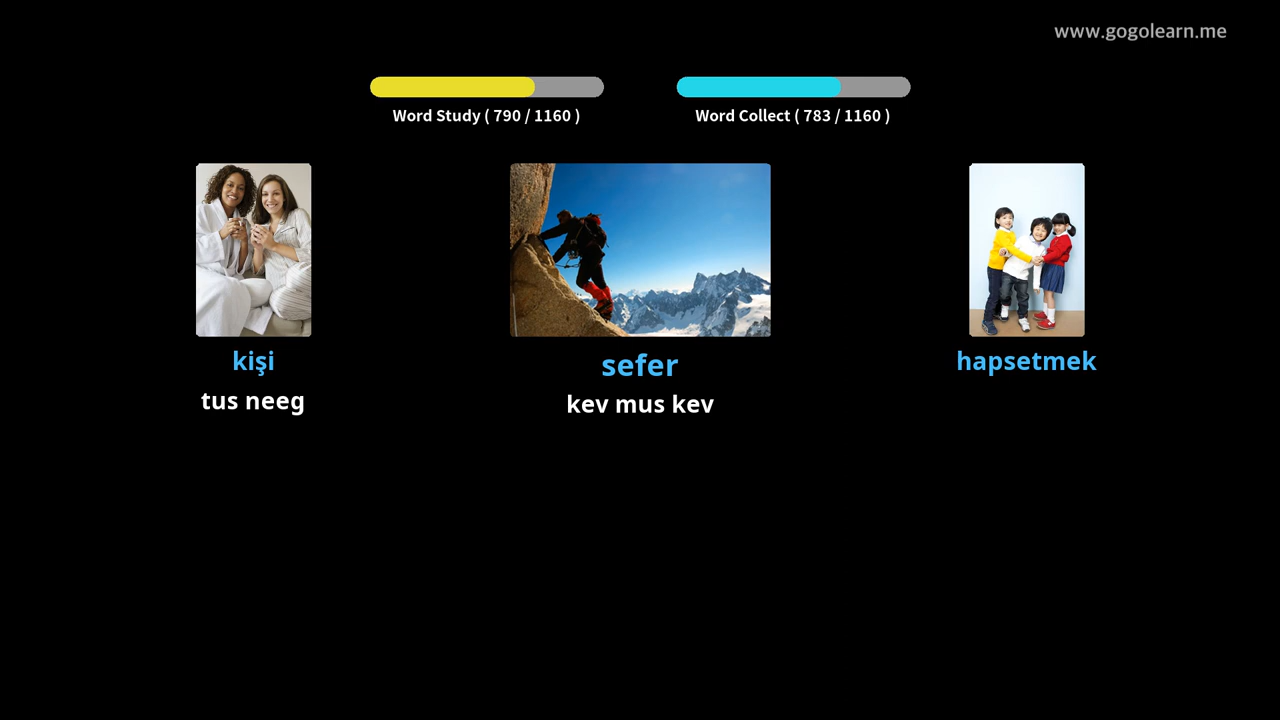 www.gogolearn.me
Word Study ( 790 / 1160 )
Word Collect ( 783 / 1160 )
kişi
tus neeg
sefer
kev mus kev
hapsetmek